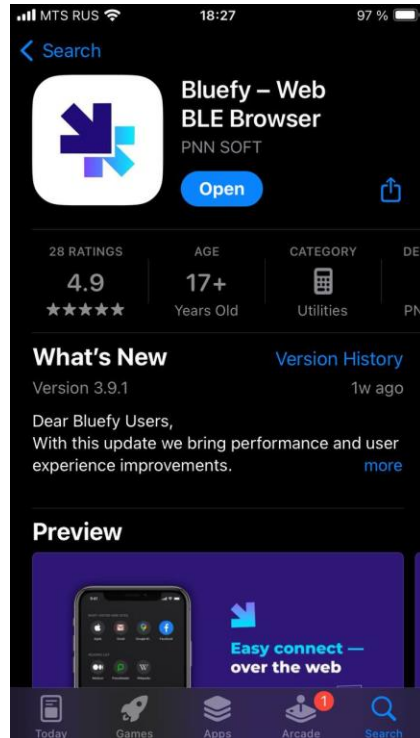 MTS RUS 18:27 97 %
Search
Bluefy – Web
BLE Browser
PNN SOFT
Open
28 RATINGS AGE CATEGORY DE
4.9 17+
Years Old Utilities PN
What's New Version History
Version 3.9.1 1w ago
Dear Bluefy Users,
With this update we bring performance and user
experience improvements. more
Preview
Easy connect —
over the web
Today Games Apps Arcade 1 Search